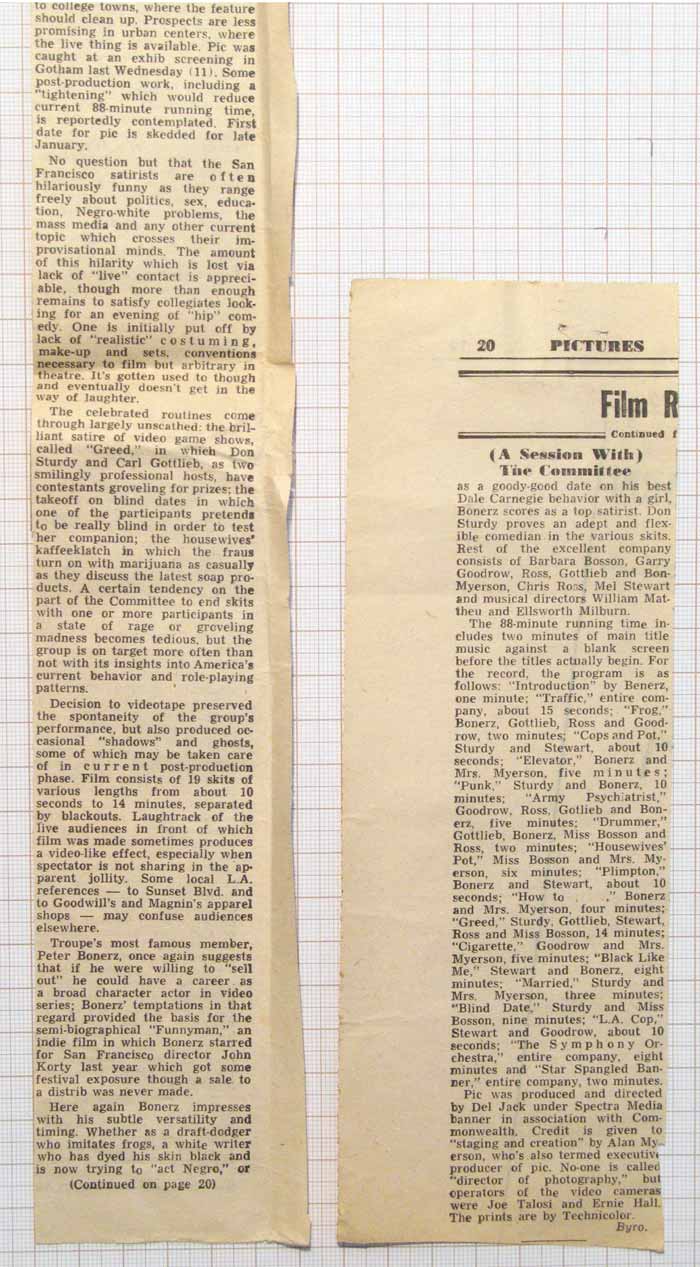 to college towns, where the feature
should clean up. Prospects are less
promising in urban centers, where
the live thing is available. Pic was
caught at an exhib screening in
Gotham last Wednesday (11). Some
post-production work, including a
"tightening" which would reduce
current 88-minute running time,
is reportedly contemplated. First
date for pic is skedded for late
January.
No question but that the San
Francisco satirists are often
hilariously funny as they range
freely about politics, sex, educa-
tion, Negro-white problems, the
mass media and any other current
topic which crosses their im-
provisational minds. The amount
of this hilarity which is lost via
lack of "live" contact is appreci-
able, though more than enough
remains to satisfy collegiates look-
ing for an evening of "hip" com-
edy. One is initially put off by
lack of "realistic" costuming,
make-up and sets, conventions
necessary to film but arbitrary in
theatre. It's gotten used to though
and eventually doesn't get in the
way of laughter.
The celebrated routines come
through largely unscathed: the bril-
liant satire of video game shows,
called "Greed," in which Don
Sturdy and Carl Gottlieb, as two
smilingly professional hosts, have
contestants groveling for prizes; the
takeoff on blind dates in which
one of the participants pretends
to be really blind in order to test
her companion; the housewives'
kaffeeklatch in which the fraus
turn on with marijuana as casually
as they discuss the latest soap pro-
ducts. A certain tendency on the
part of the Committee to end skits
with one or more participants in
a state of rage or groveling
madness becomes tedious, but the
group is on target more often than
not with its insights into America's
current behavior and role-playing
patterns.
Decision to videotape preserved
the spontaneity of the group's
performance, but also produced oc-
casional "shadows" and ghosts,
some of which may be taken care
of in current post-production
phase. Film consists of 19 skits of
various lengths from about 10
seconds to 14 minutes, separated
by blackouts. Laughtrack of the
live audiences in front of which
film was made sometimes produces
a video-like effect, especially when
spectator is not sharing in the ap-
parent jollity. Some local L.A.
references — to Sunset Blvd. and
to Goodwill's and Magnin's apparel
shops — may confuse audiences
elsewhere.
Troupe's most famous member,
Peter Bonerz, once again suggests
that if he were willing to "sell
out" he could have a career as
a broad character actor in video
series; Bonerz' temptations in that
regard provided the basis for the
semi-biographical "Funnyman," an
indie film in which Bonerz starred
for San Francisco director John
Korty last year which got some
festival exposure though a sale to
a distrib was never made.
Here again Bonerz impresses
with his subtle versatility and
timing. Whether as a draft-dodger
who imitates frogs, a white writer
who has dyed his skin black and
is now trying to "act Negro," or
(Continued on page 20)
20 PICTURES
Film R
Continued f
(A Session With)
The Committee
as a goody-good date on his best
Dale Carnegie behavior with a girl,
Bonerz scores as a top satirist. Don
Sturdy proves an adept and flex-
ible comedian in the various skits.
Rest of the excellent company
consists of Barbara Bosson, Garry
Goodrow, Ross, Gottlieb and Bon-
Myerson, Chris Ross, Mel Stewart
and musical directors William Mat-
theu and Ellsworth Milburn.
The 88-minute running time in-
cludes two minutes of main title
music against a blank screen
before the titles actually begin. For
the record, the program is as
follows: "Introduction" by Benerz,
one minute; "Traffic," entire com-
pany, about 15 seconds; "Frog,"
Bonerz, Gottlieb, Ross and Good-
row, two minutes; "Cops and Pot,"
Sturdy and Stewart, about 10
seconds; "Elevator," Bonerz and
Mrs. Myerson, five minutes;
"Punk," Sturdy and Bonerz, 10
minutes; "Army Psychiatrist,"
Goodrow, Ross, Gotlieb and Bon-
erz, five minutes; "Drummer,"
Gottlieb, Bonerz, Miss Bosson and
Ross, two minutes; "Housewives'
Pot," Miss Bosson and Mrs. My-
erson, six minutes; "Plimpton,"
Bonerz and Stewart, about 10
seconds; "How to . . ," Bonerz
and Mrs. Myerson, four minutes;
"Greed," Sturdy, Gottlieb, Stewart,
Ross and Miss Bosson, 14 minutes;
"Cigarette," Goodrow and Mrs.
Myerson, five minutes; "Black Like
Me," Stewart and Bonerz, eight
minutes; "Married," Sturdy and
Mrs. Myerson, three minutes;
"Blind Date," Sturdy and Miss
Bosson, nine minutes; "L.A. Cop,"
Stewart and Goodrow, about 10
seconds; "The Symphony Or-
chestra," entire company, eight
minutes and "Star Spangled Ban-
ner," entire company, two minutes.
Pic was produced and directed
by Del Jack under Spectra Media
banner in association with Com-
monwealth. Credit is given to
"staging and creation" by Alan My-
erson, who's also termed executive
producer of pic. No-one is called
"director of photography," but
operators of the video cameras
were Joe Talosi and Ernie Hall.
The prints are by Technicolor.
Byro.